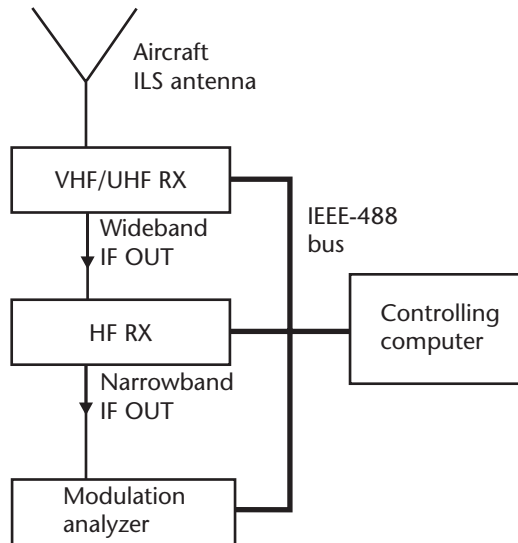 Aircraft
ILS antenna
VHF/UHF RX
Wideband
IF OUT
IEEE-488
bus
HF RX
Controlling
computer
Narrowband
IF OUT
Modulation
analyzer